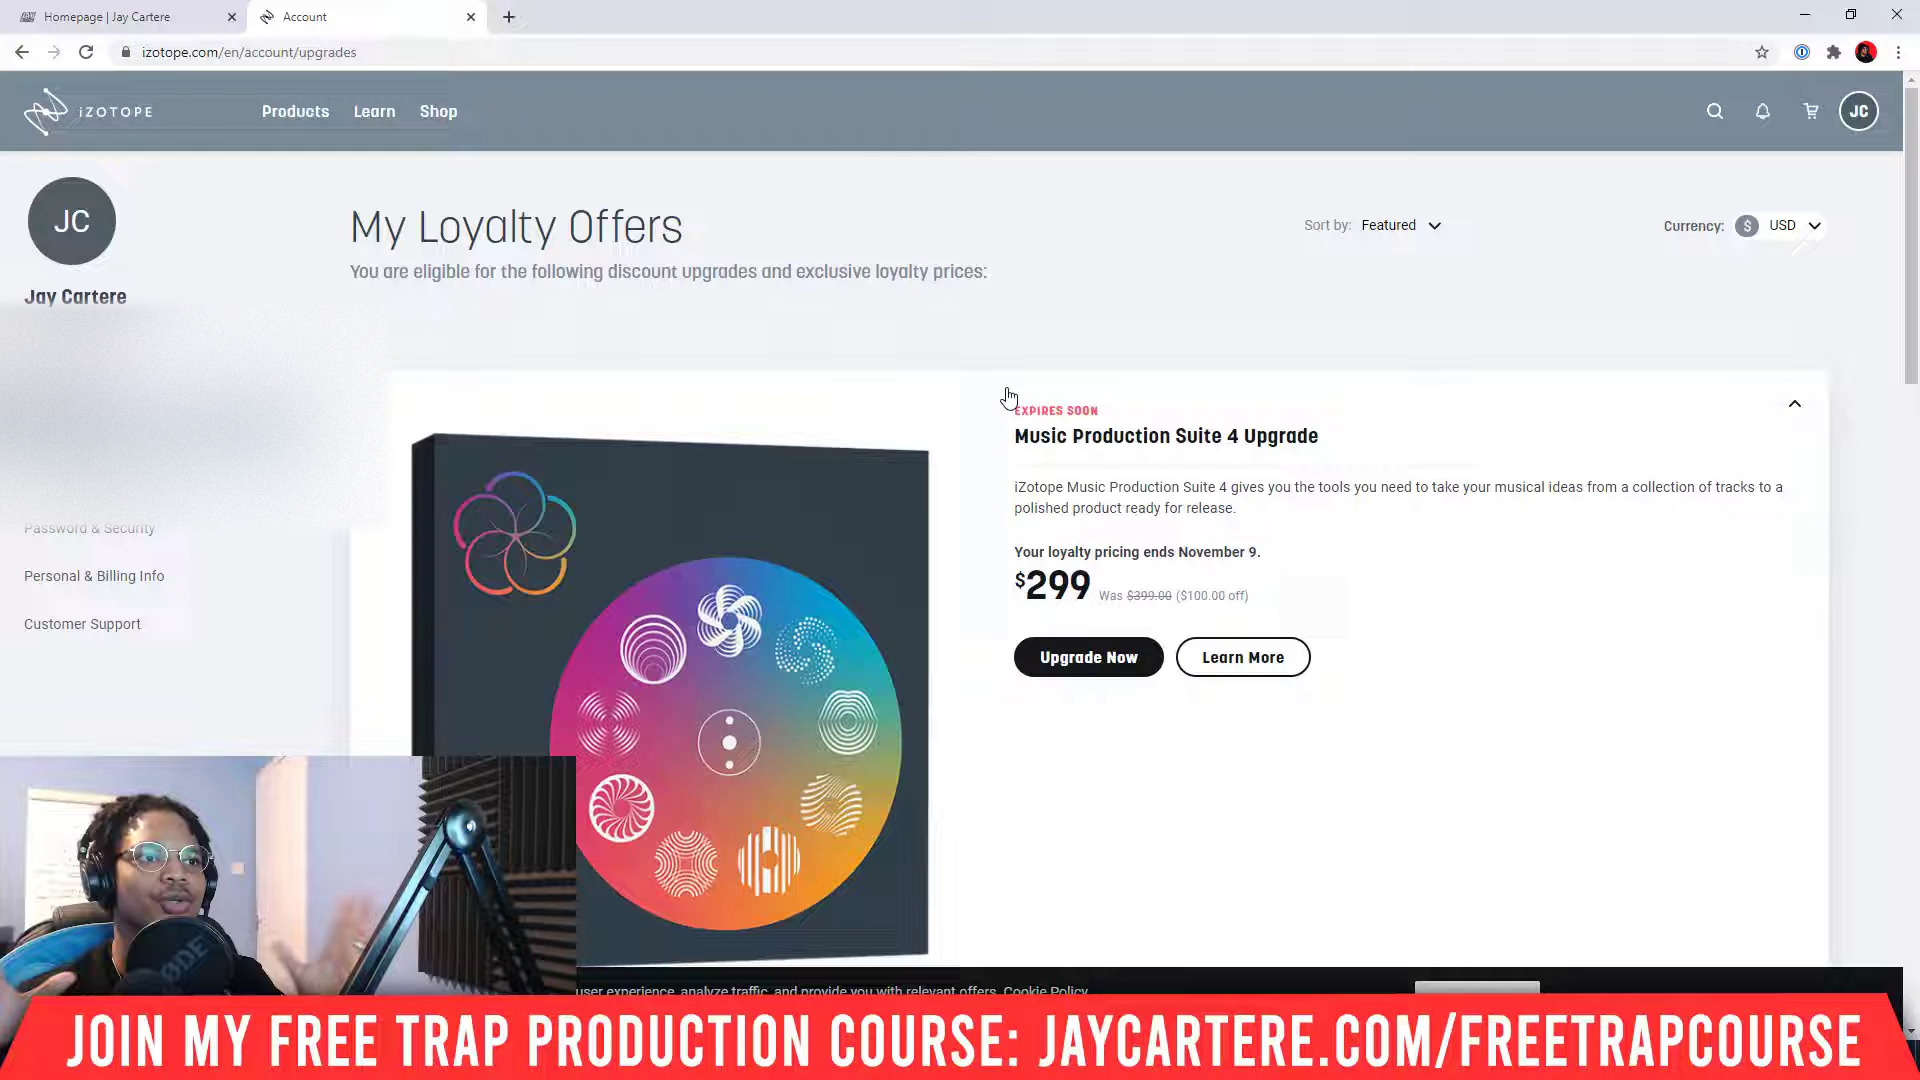 Homepage | Jay Cartere
Account
izotope.com/en/account/upgrades
iZOTOPE
Products
Learn
Shop
JC
JC
Jay Cartere
My Loyalty Offers
You are eligible for the following discount upgrades and exclusive loyalty prices:
Sort by: Featured
Currency: $ USD
Password & Security
Personal & Billing Info
Customer Support
EXPIRES SOON
Music Production Suite 4 Upgrade
iZotope Music Production Suite 4 gives you the tools you need to take your musical ideas from a collection of tracks to a
polished product ready for release.
Your loyalty pricing ends November 9.
$299 Was $399.00 ($100.00 off)
Upgrade Now
Learn More
RØDE
user experience, analyze traffic, and provide you with relevant offers. Cookie Policy
JOIN MY FREE TRAP PRODUCTION COURSE: JAYCARTERE.COM/FREETRAPCOURSE